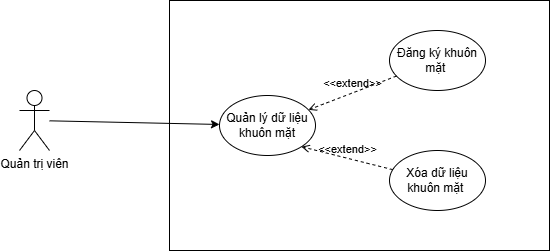 Đăng ký khuôn
mặt
<<extend>>
Quản lý dữ liệu
khuôn mặt
<<extend>>
Quản trị viên
Xóa dữ liệu
khuôn mặt